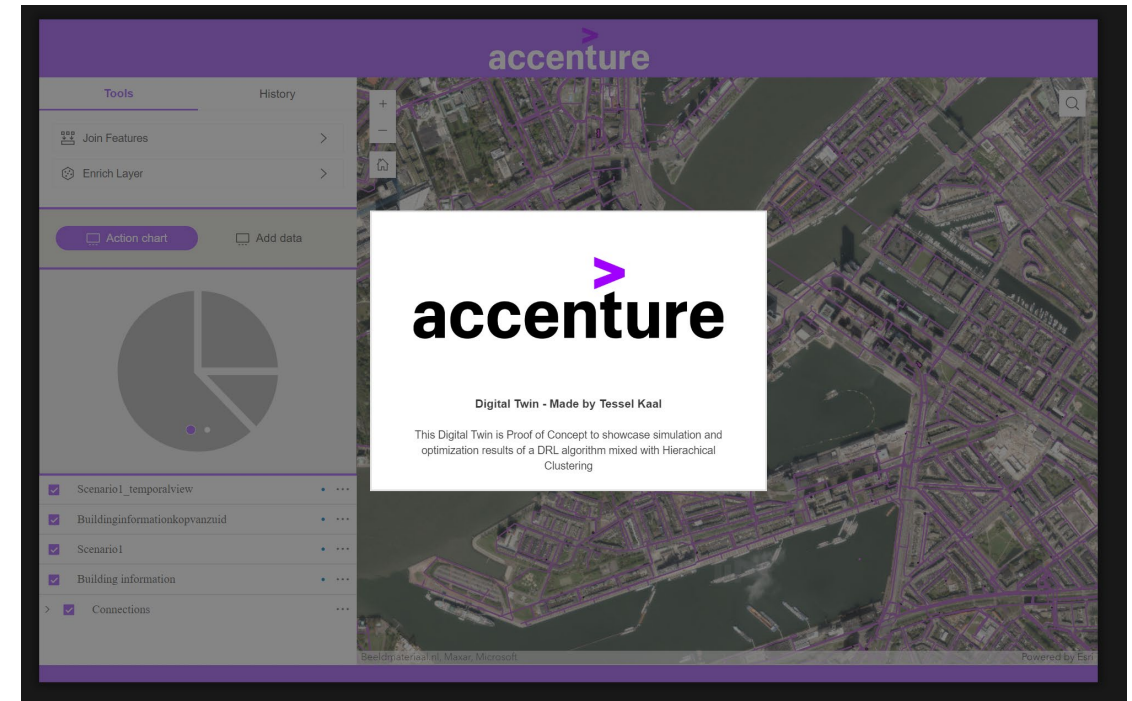 accenture
Tools History
Join Features
Enrich Layer
Action chart Add data
accenture
Digital Twin - Made by Tessel Kaal
This Digital Twin is Proof of Concept to showcase simulation and
optimization results of a DRL algorithm mixed with Hierachical
Clustering
Scenario1_temporalview
Buildinginformationkopvanzuid
Scenario1
Building information
Connections
Beeldmateriaal.nl, Maxar, Microsoft
Powered by Esri